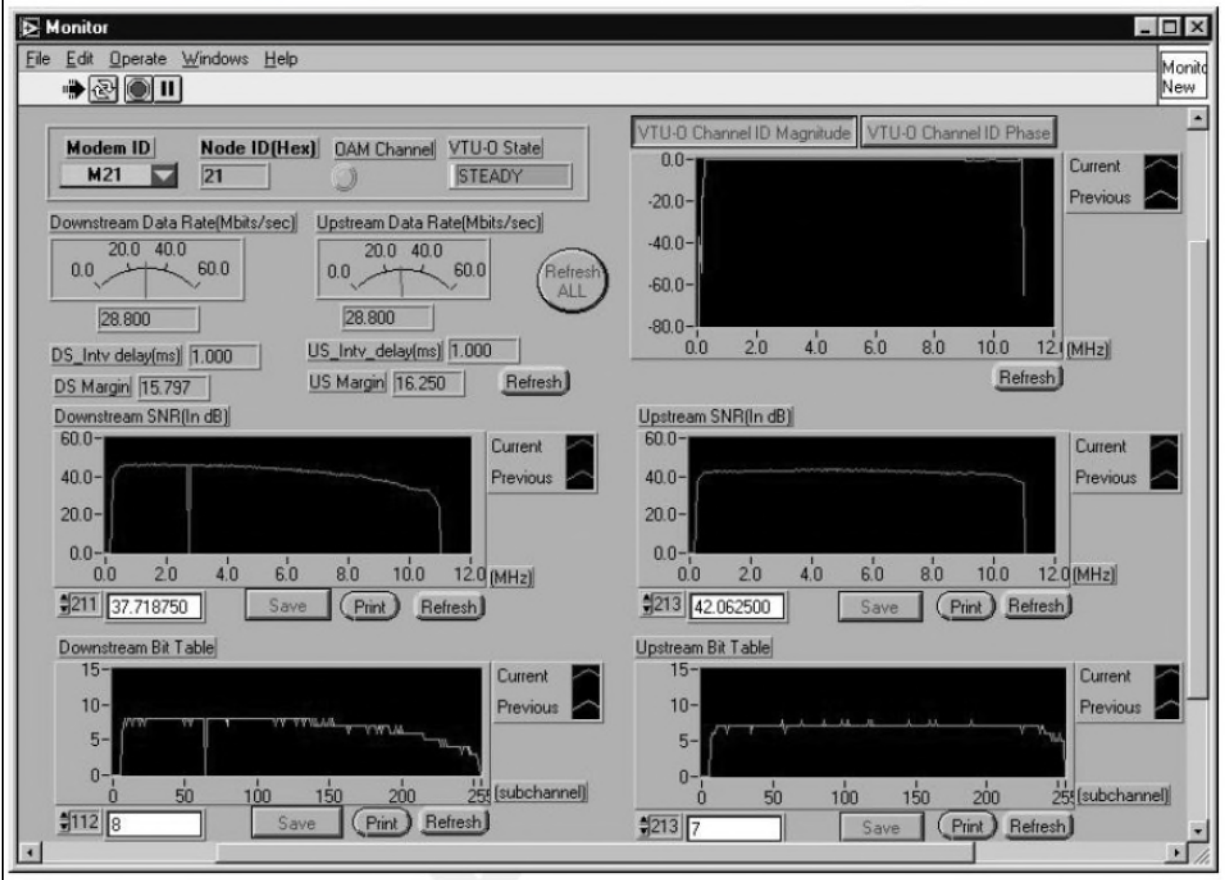 Monitor
File Edit Operate Windows Help
Monito
New
Modem ID Node ID(Hex) OAM Channel VTU-O State
M21 21 STEADY
VTU-O Channel ID Magnitude VTU-O Channel ID Phase
0.0
-20.0
-40.0
-60.0
-80.0
0.0 2.0 4.0 6.0 8.0 10.0 12. (MHz)
Current
Previous
Refresh
Downstream Data Rate(Mbits/sec) Upstream Data Rate(Mbits/sec)
0.0 20.0 40.0 60.0
0.0 20.0 40.0 60.0
Refresh
ALL
28.800 28.800
DS_Intv delay(ms) 1.000 US_Intv_delay(ms) 1.000
DS Margin 15.797 US Margin 16.250 Refresh
Downstream SNR(In dB)
60.0
40.0
20.0
0.0
0.0 2.0 4.0 6.0 8.0 10.0 12.0 (MHz)
Current
Previous
211 37.718750 Save Print Refresh
Upstream SNR(In dB)
60.0
40.0
20.0
0.0
0.0 2.0 4.0 6.0 8.0 10.0 12.0 (MHz)
Current
Previous
213 42.062500 Save Print Refresh
Downstream Bit Table
15
10
5
0
0 50 100 150 200 255 (subchannel)
Current
Previous
112 8 Save Print Refresh
Upstream Bit Table
15
10
5
0
0 50 100 150 200 255 (subchannel)
Current
Previous
213 7 Save Print Refresh